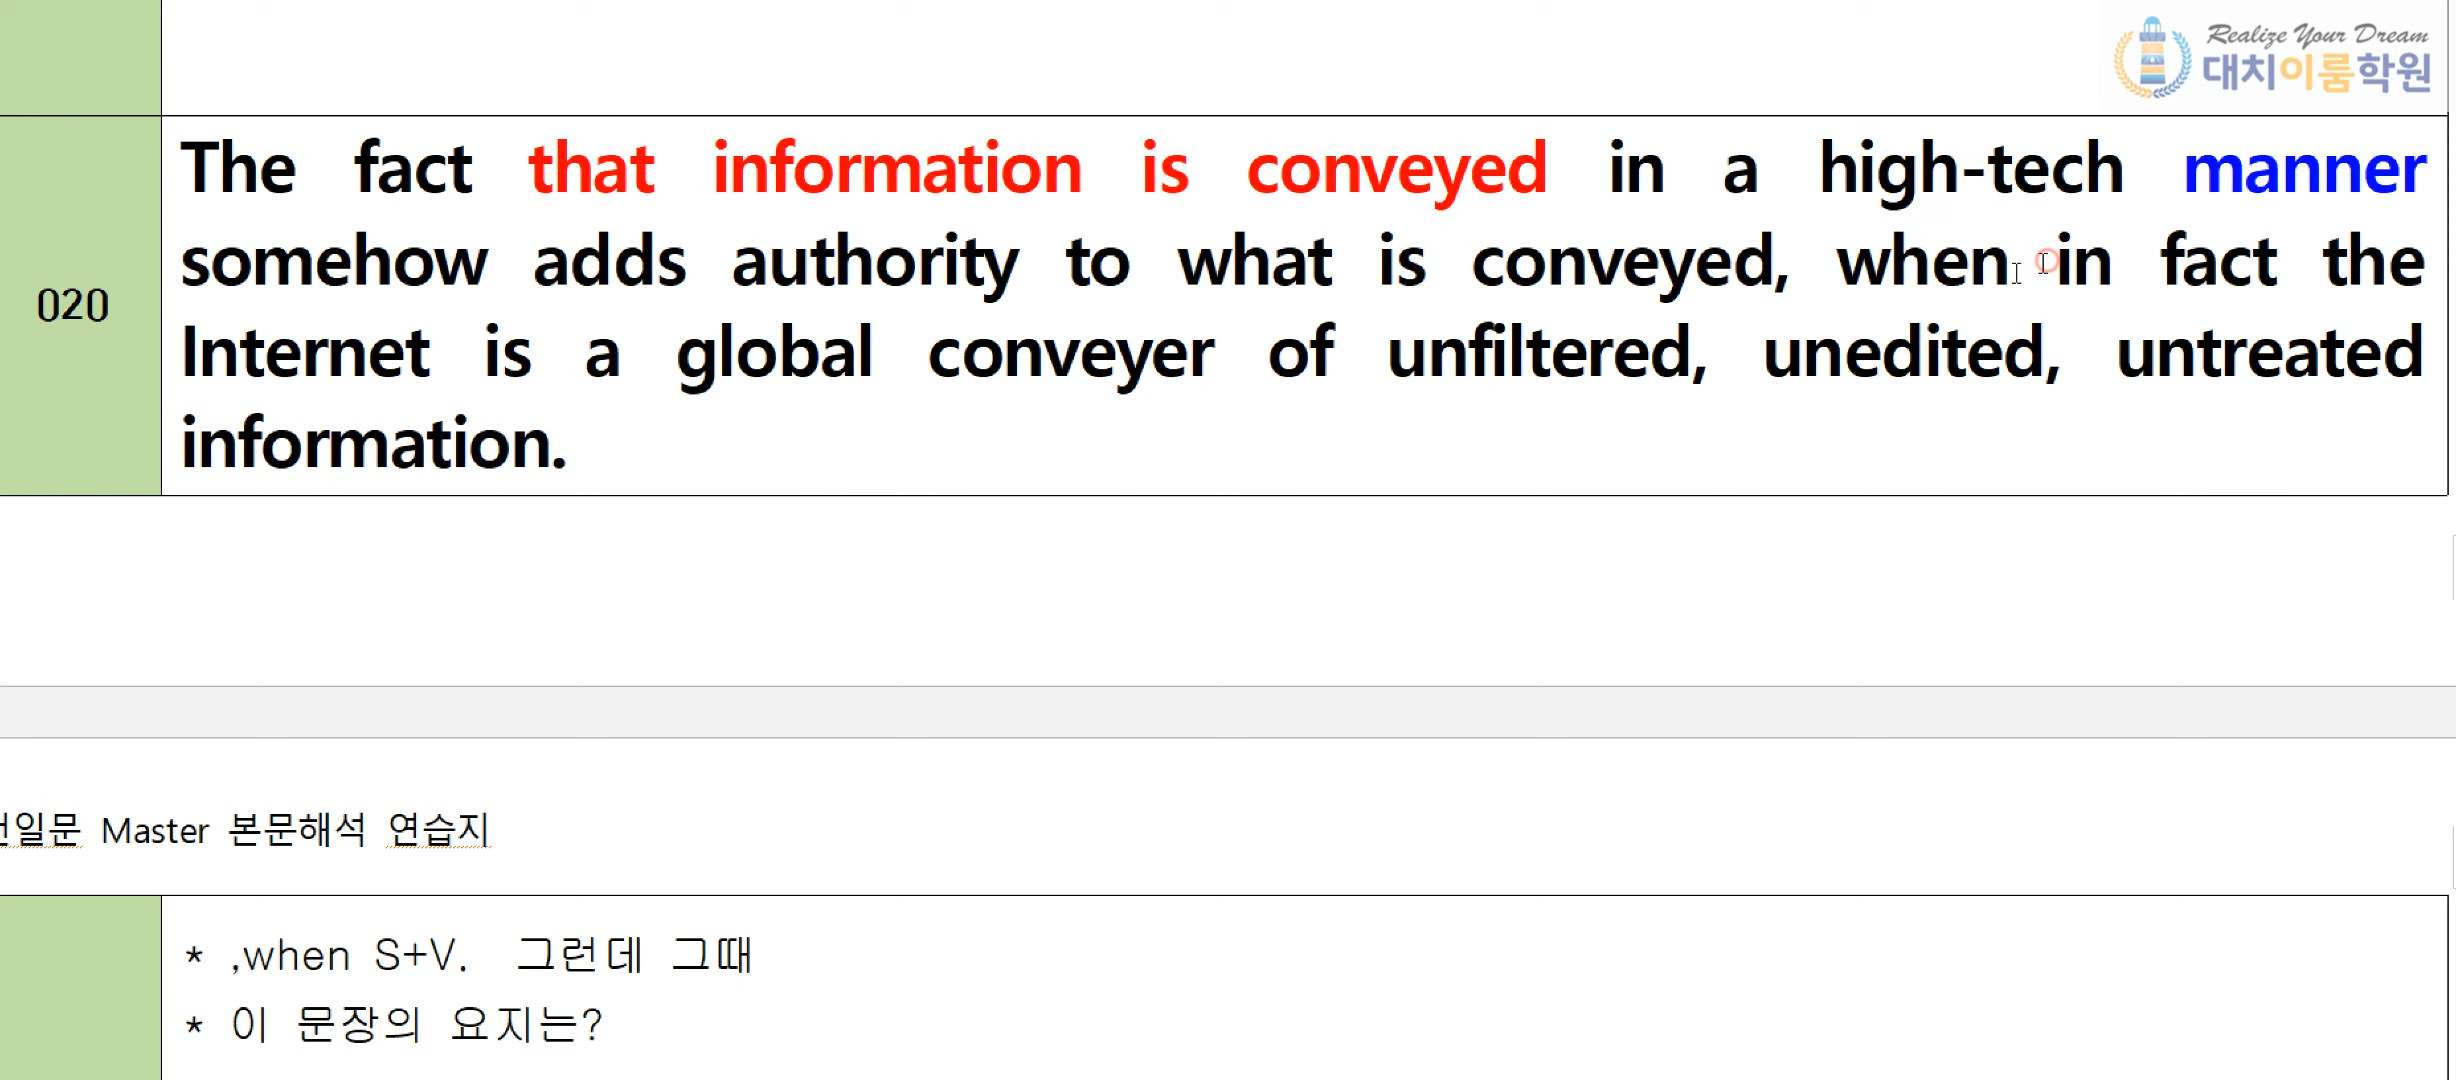 Realize Your Dream
대치이룸학원
The fact that information is conveyed in a high-tech manner
somehow adds authority to what is conveyed, when in fact the
020
Internet is a global conveyer of unfiltered, unedited, untreated
information.
일문 Master 본문해석 연습지
* ,when S+V. 그런데 그때
* 이 문장의 요지는?